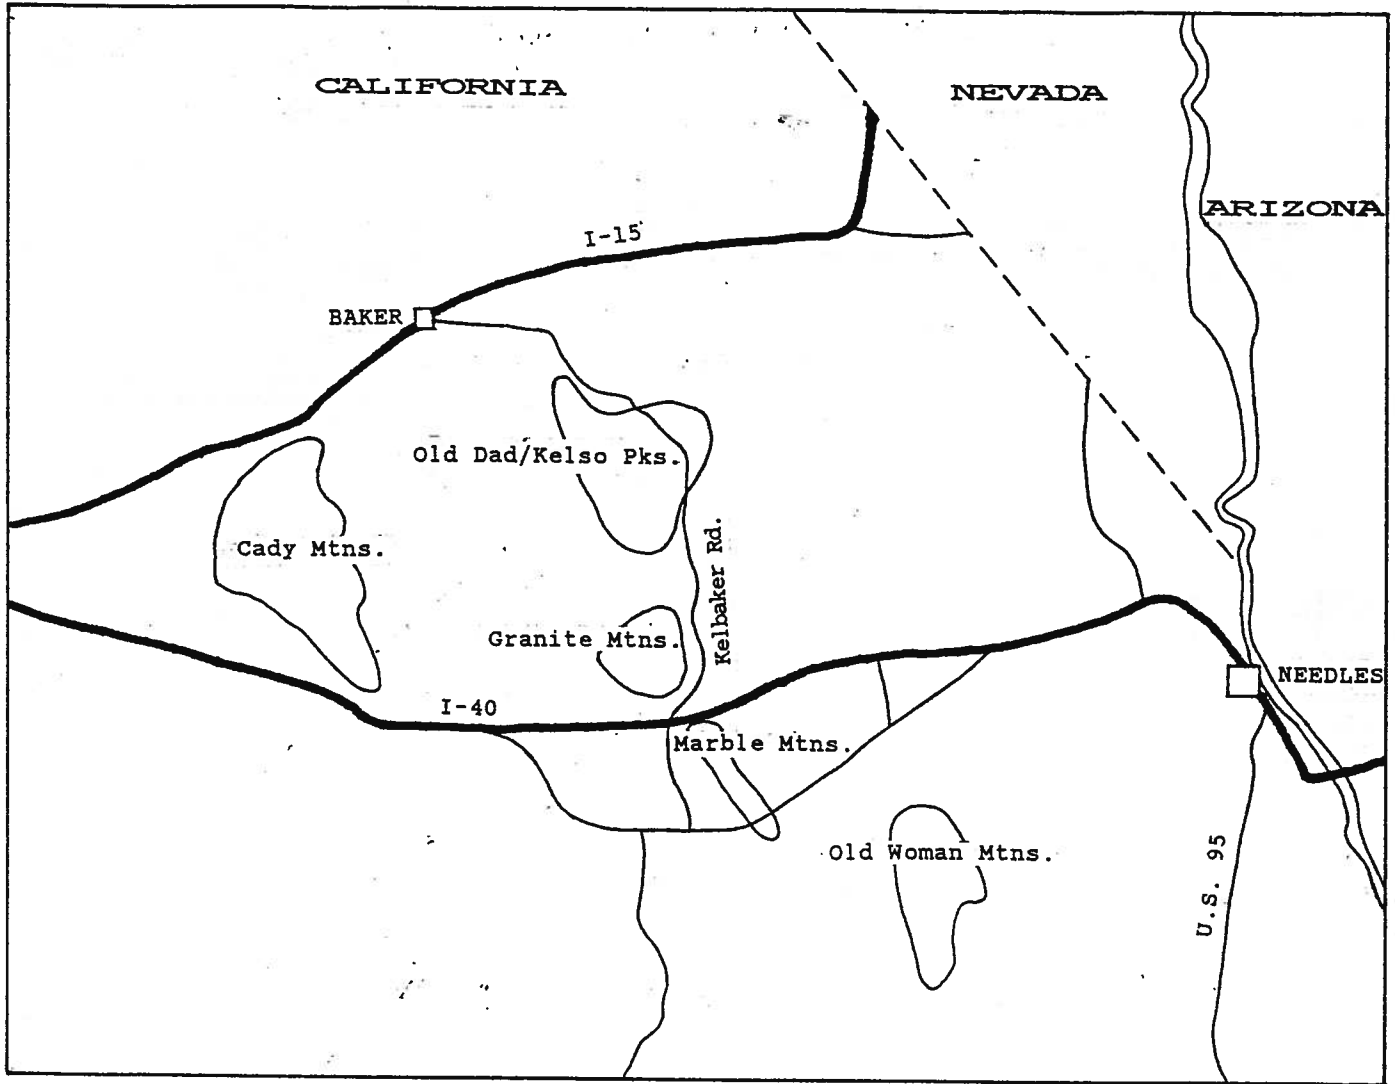 CALIFORNIA
NEVADA
ARIZONA
I-15
BAKER
Old Dad/Kelso Pks.
Cady Mtns.
Kelbaker Rd.
Granite Mtns.
NEEDLES
I-40
Marble Mtns.
Old Woman Mtns.
U.S. 95